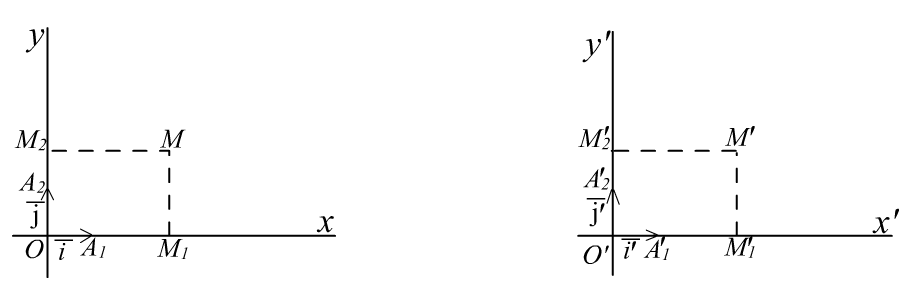 y
M₂ M
A₂
j̅
x
O i̅ A₁ M₁
y′
M′₂ M′
A′₂
j̅′
x′
O′ i̅′ A′₁ M′₁